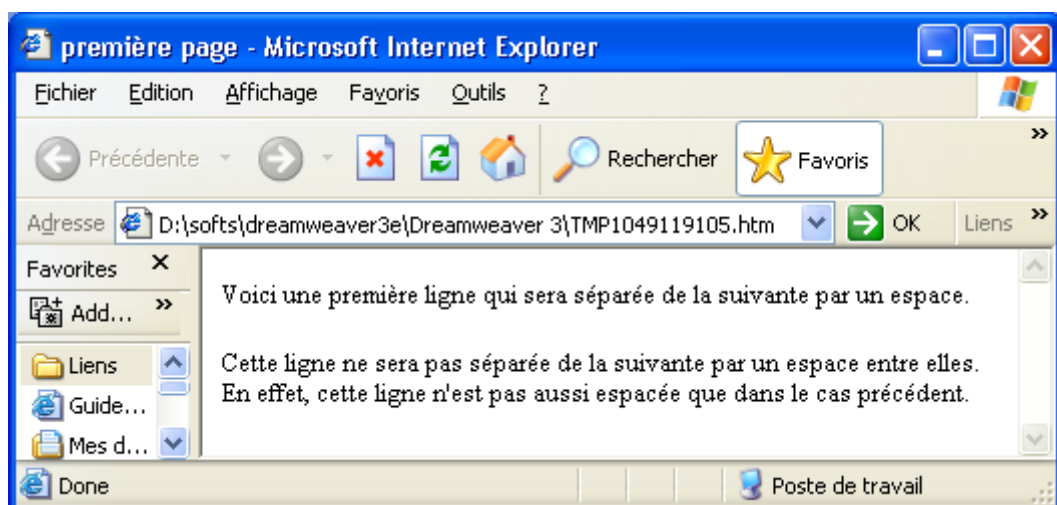 première page - Microsoft Internet Explorer
Fichier Edition Affichage Favoris Outils ?
Précédente Rechercher Favoris »
Adresse D:\softs\dreamweaver3e\Dreamweaver 3\TMP1049119105.htm OK Liens »
Favorites ×
Add... »
Liens
Guide...
Mes d...
Voici une première ligne qui sera séparée de la suivante par un espace.
Cette ligne ne sera pas séparée de la suivante par un espace entre elles.
En effet, cette ligne n'est pas aussi espacée que dans le cas précédent.
Done Poste de travail